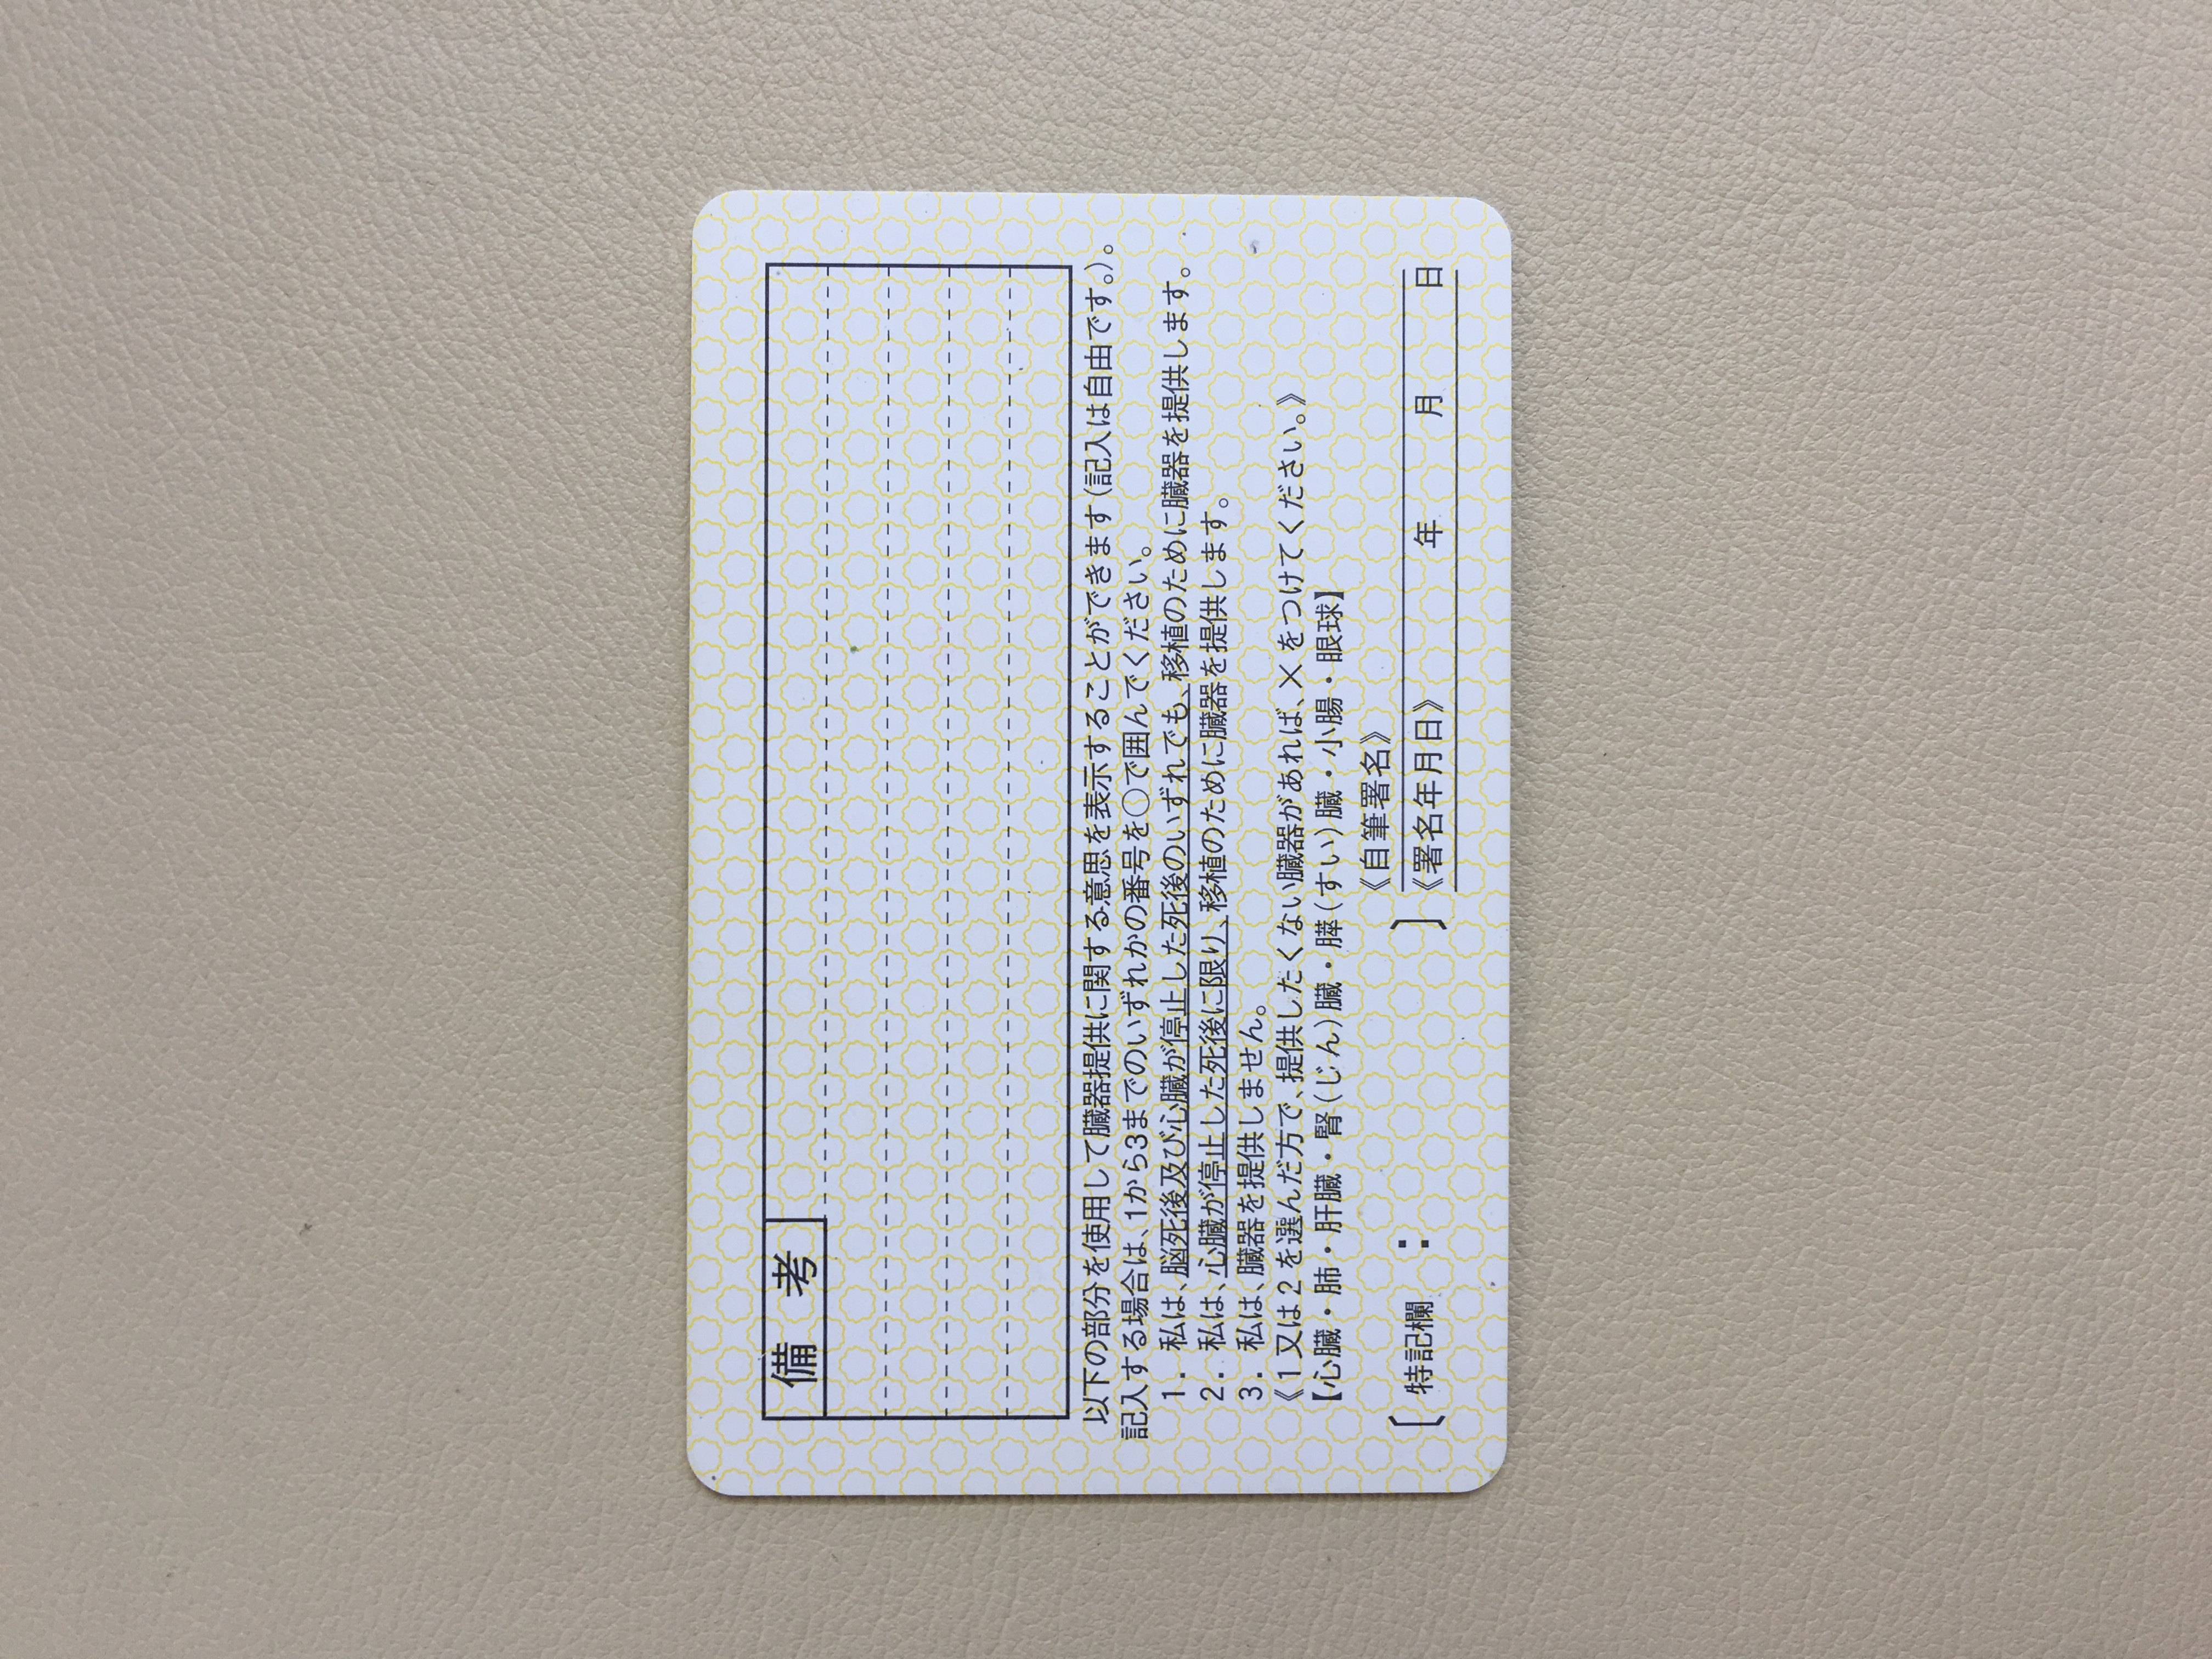 備 考
以下の部分を使用して臓器提供に関する意思を表示することができます(記入は自由です。)。
記入する場合は、1から3までのいずれかの番号を○で囲んでください。
1. 私は、脳死後及び心臓が停止した死後のいずれでも、移植のために臓器を提供します。
2. 私は、心臓が停止した死後に限り、移植のために臓器を提供します。
3. 私は、臓器を提供しません。
《1又は2を選んだ方で、提供したくない臓器があれば、×をつけてください。》
【心臓・肺・肝臓・腎(じん)臓・膵(すい)臓・小腸・眼球】
〔特記欄 : 〕
《自筆署名》
《署名年月日》 年 月 日